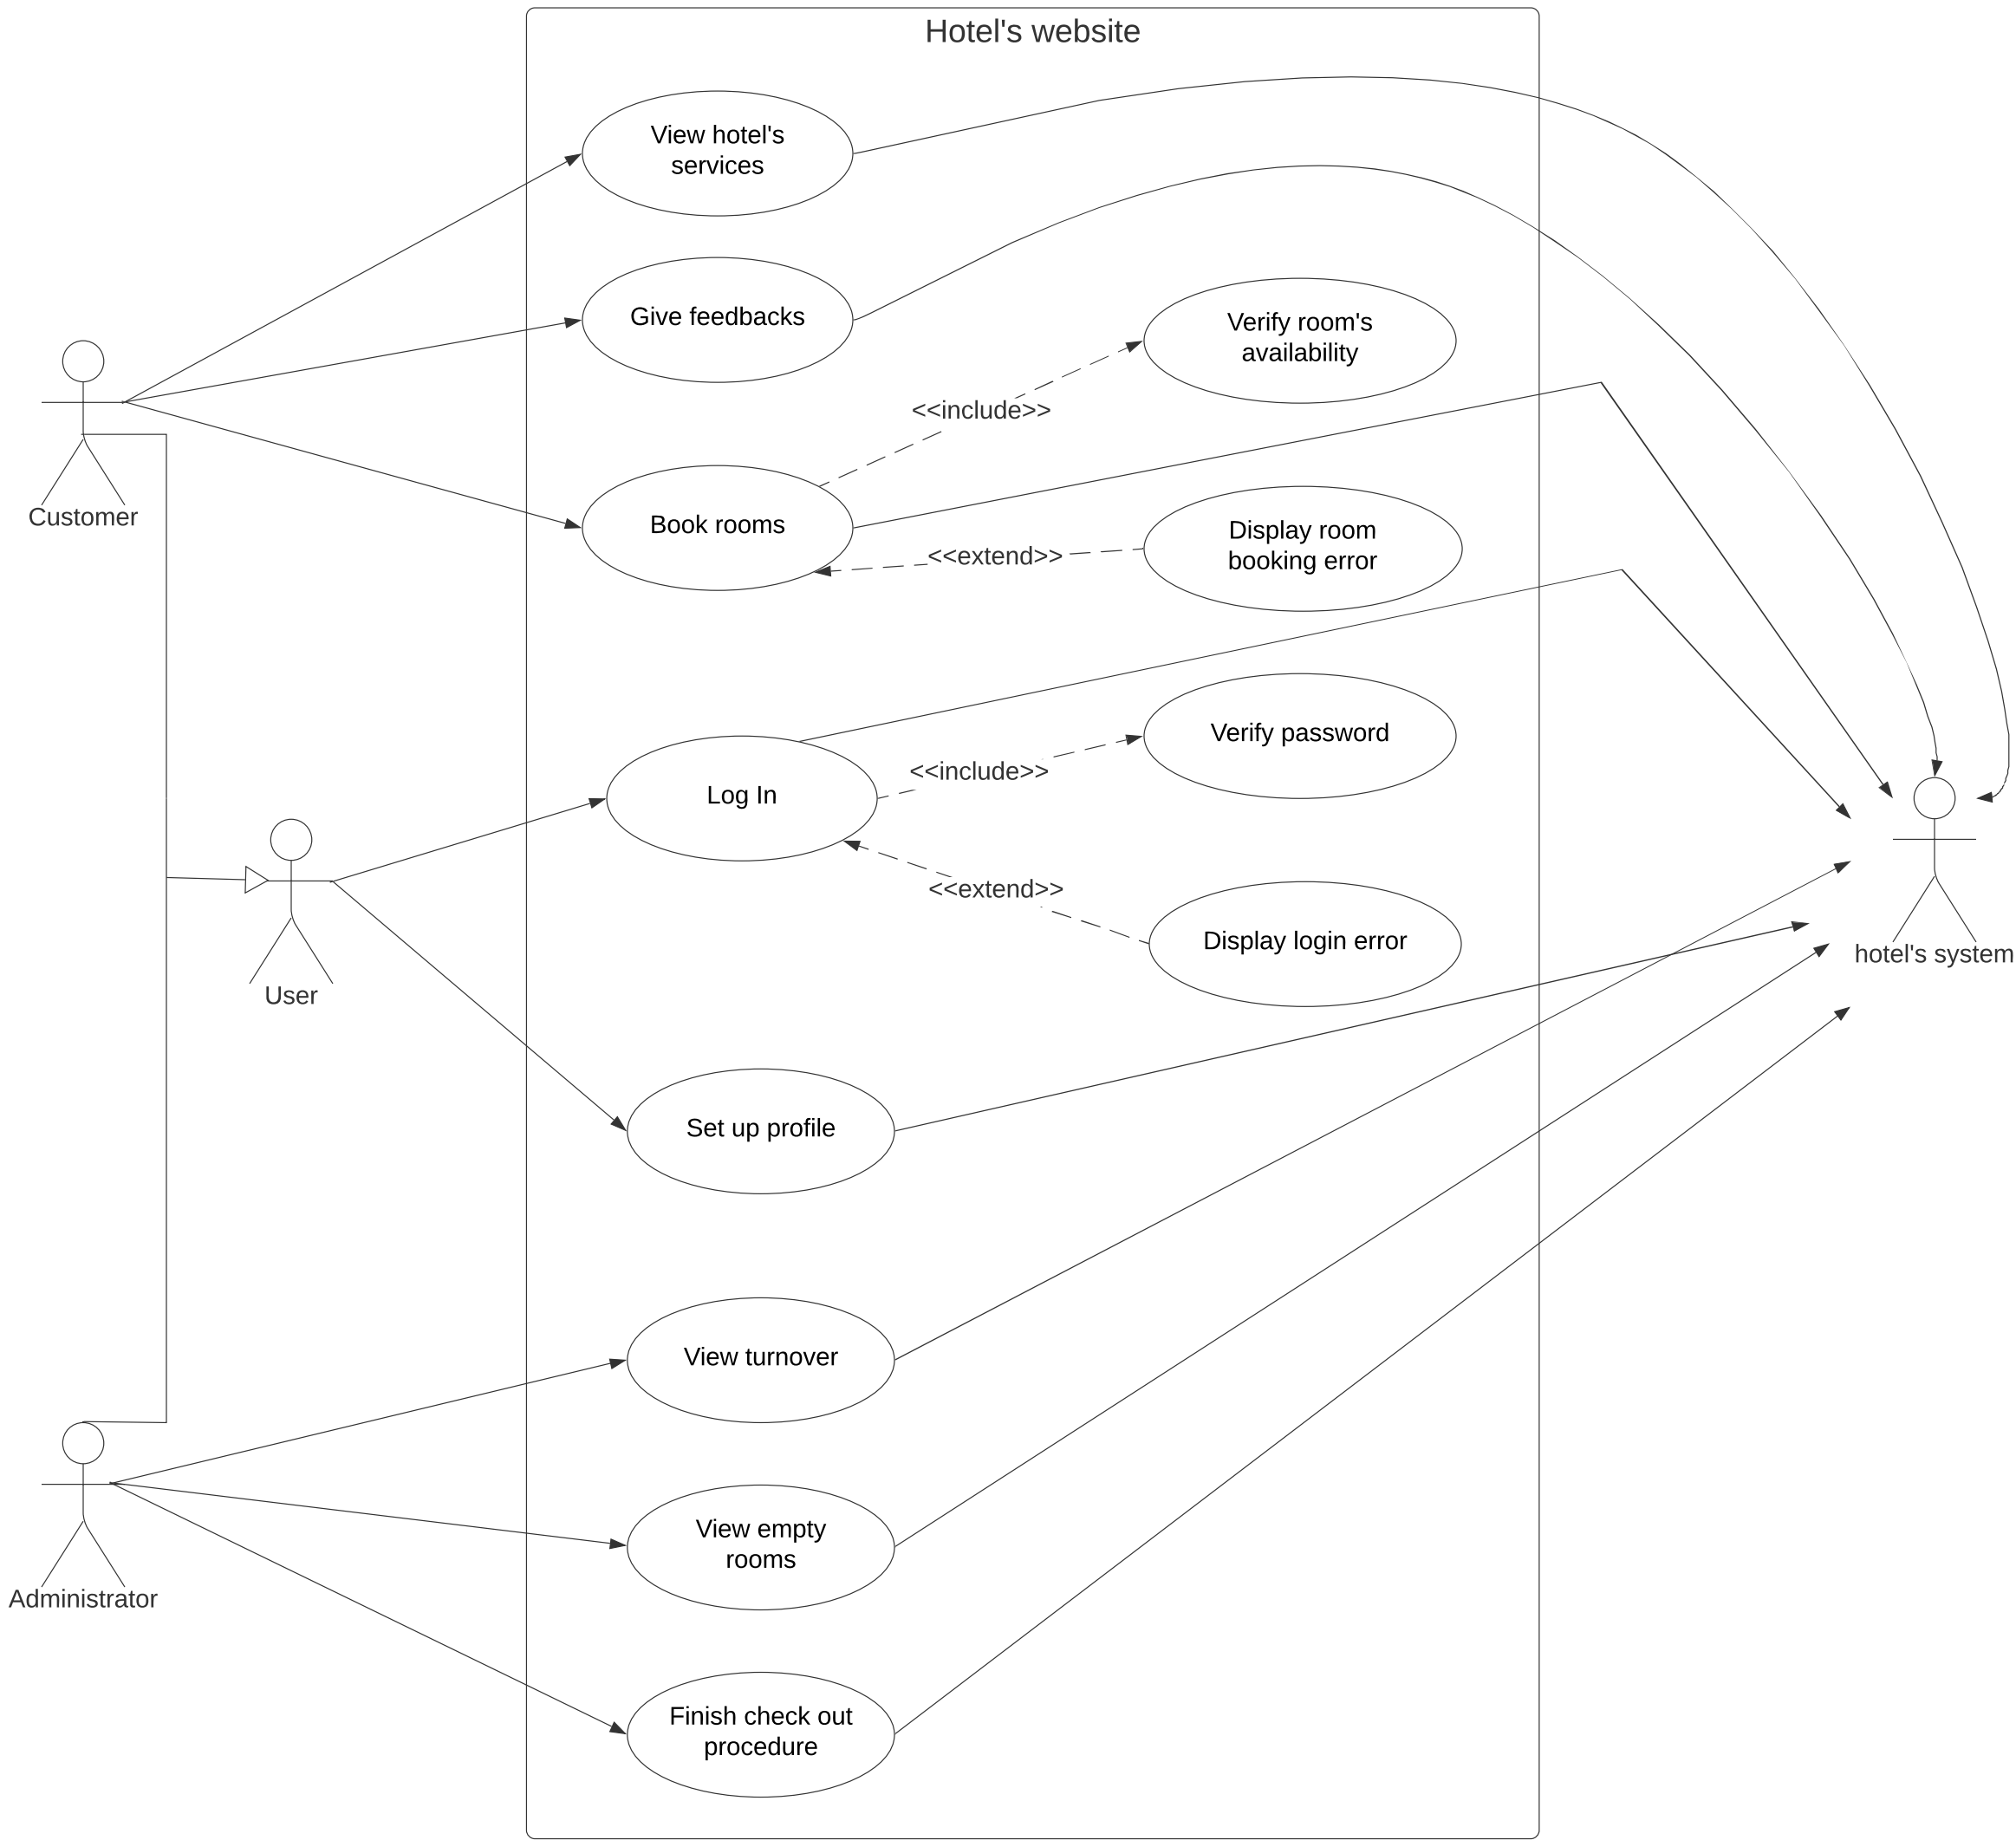 Hotel's website
View hotel's
services
Give feedbacks
Verify room's
availability
<<include>>
Customer
Book rooms
Display room
booking error
<<extend>>
Log In
<<include>>
Verify password
<<extend>>
Display login error
User
hotel's system
Set up profile
View turnover
Administrator
View empty
rooms
Finish check out
procedure